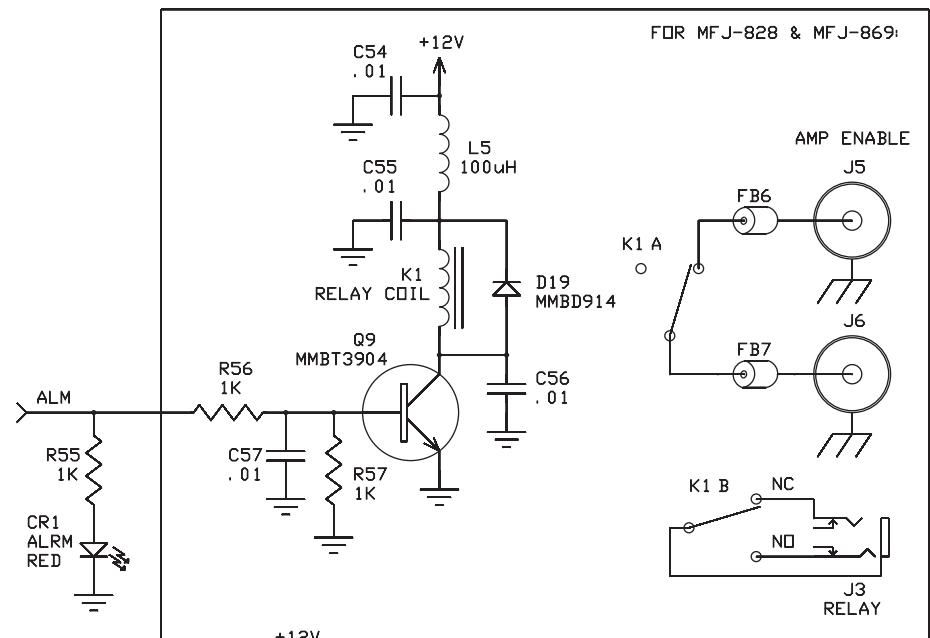 FOR MFJ-828 & MFJ-869:
+12V
C54
.01
AMP ENABLE
L5
100uH
J5
C55
.01
FB6
K1 A
K1
RELAY COIL
D19
MMBD914
Q9
MMBT3904
J6
FB7
R56
1K
C56
.01
ALM
R55
1K
C57
.01
R57
1K
K1 B
NC
CR1
ALRM
RED
NO
J3
RELAY
+12V